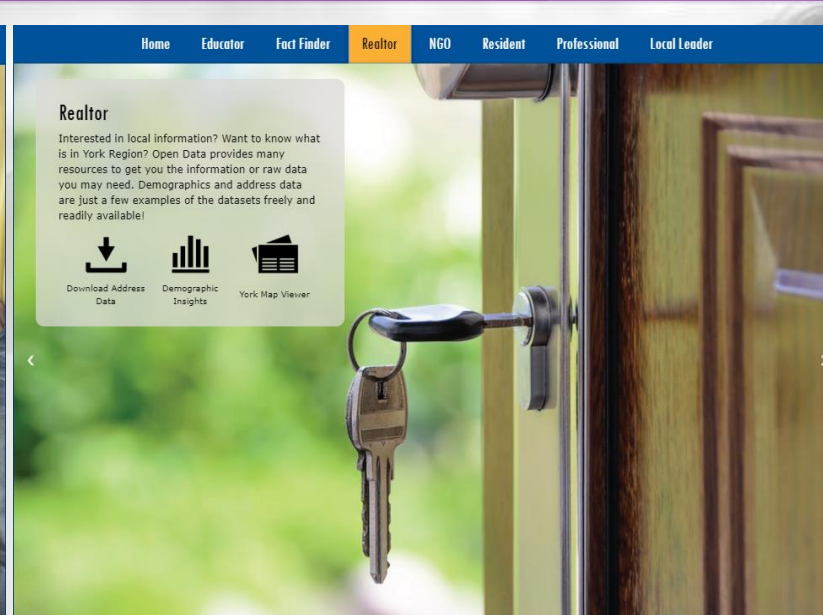 Home Educator Fact Finder Realtor NGO Resident Professional Local Leader
Realtor
Interested in local information? Want to know what
is in York Region? Open Data provides many
resources to get you the information or raw data
you may need. Demographics and address data
are just a few examples of the datasets freely and
readily available!
Download Address
Data
Demographic
Insights
York Map Viewer